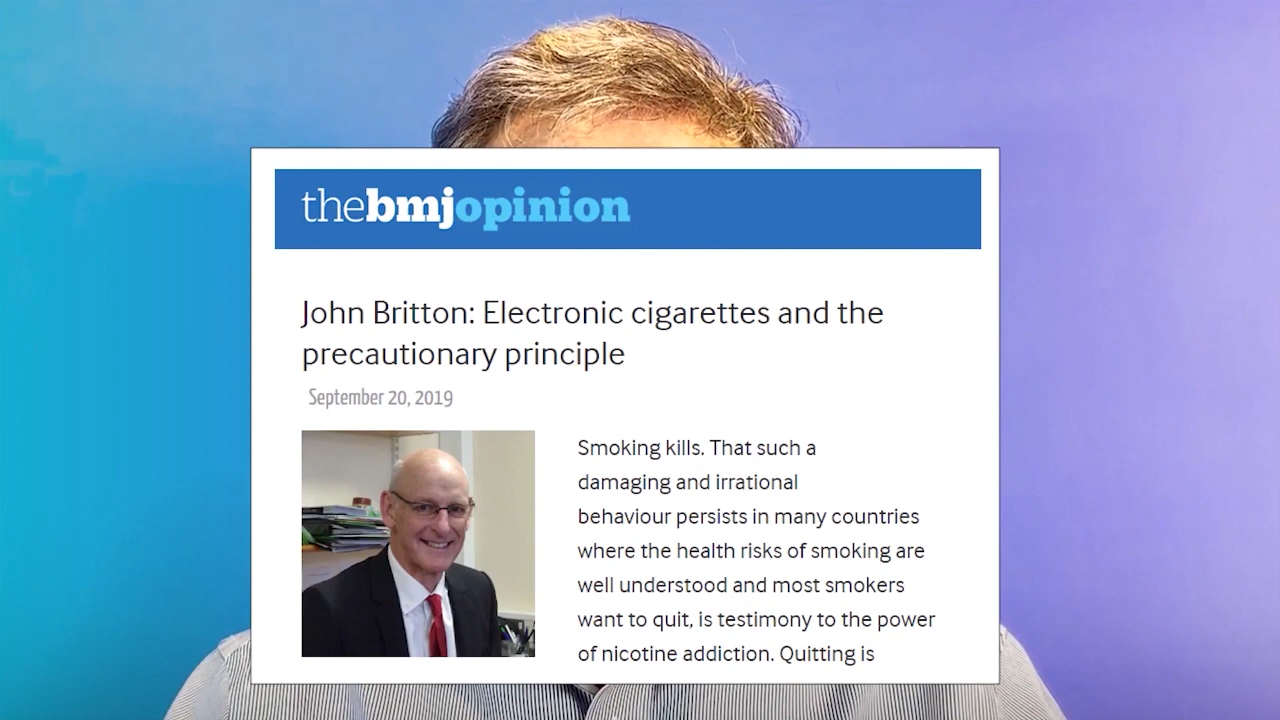 thebmjopinion
John Britton: Electronic cigarettes and the
precautionary principle
September 20, 2019
Smoking kills. That such a
damaging and irrational
behaviour persists in many countries
where the health risks of smoking are
well understood and most smokers
want to quit, is testimony to the power
of nicotine addiction. Quitting is